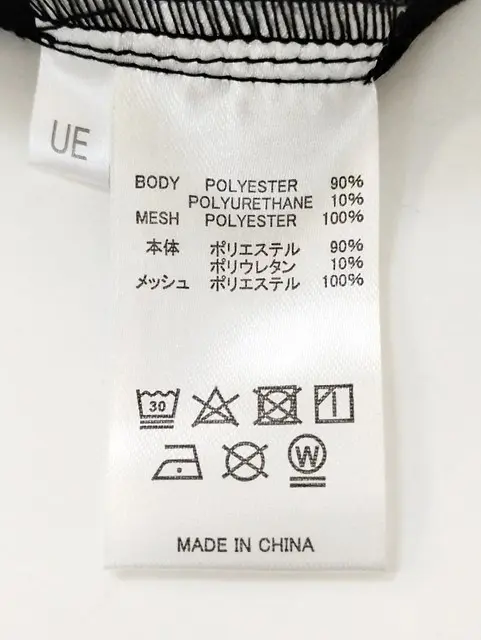 UE
BODY POLYESTER 90%
POLYURETHANE 10%
MESH POLYESTER 100%
本体 ポリエステル 90%
ポリウレタン 10%
メッシュ ポリエステル 100%
30
W
MADE IN CHINA